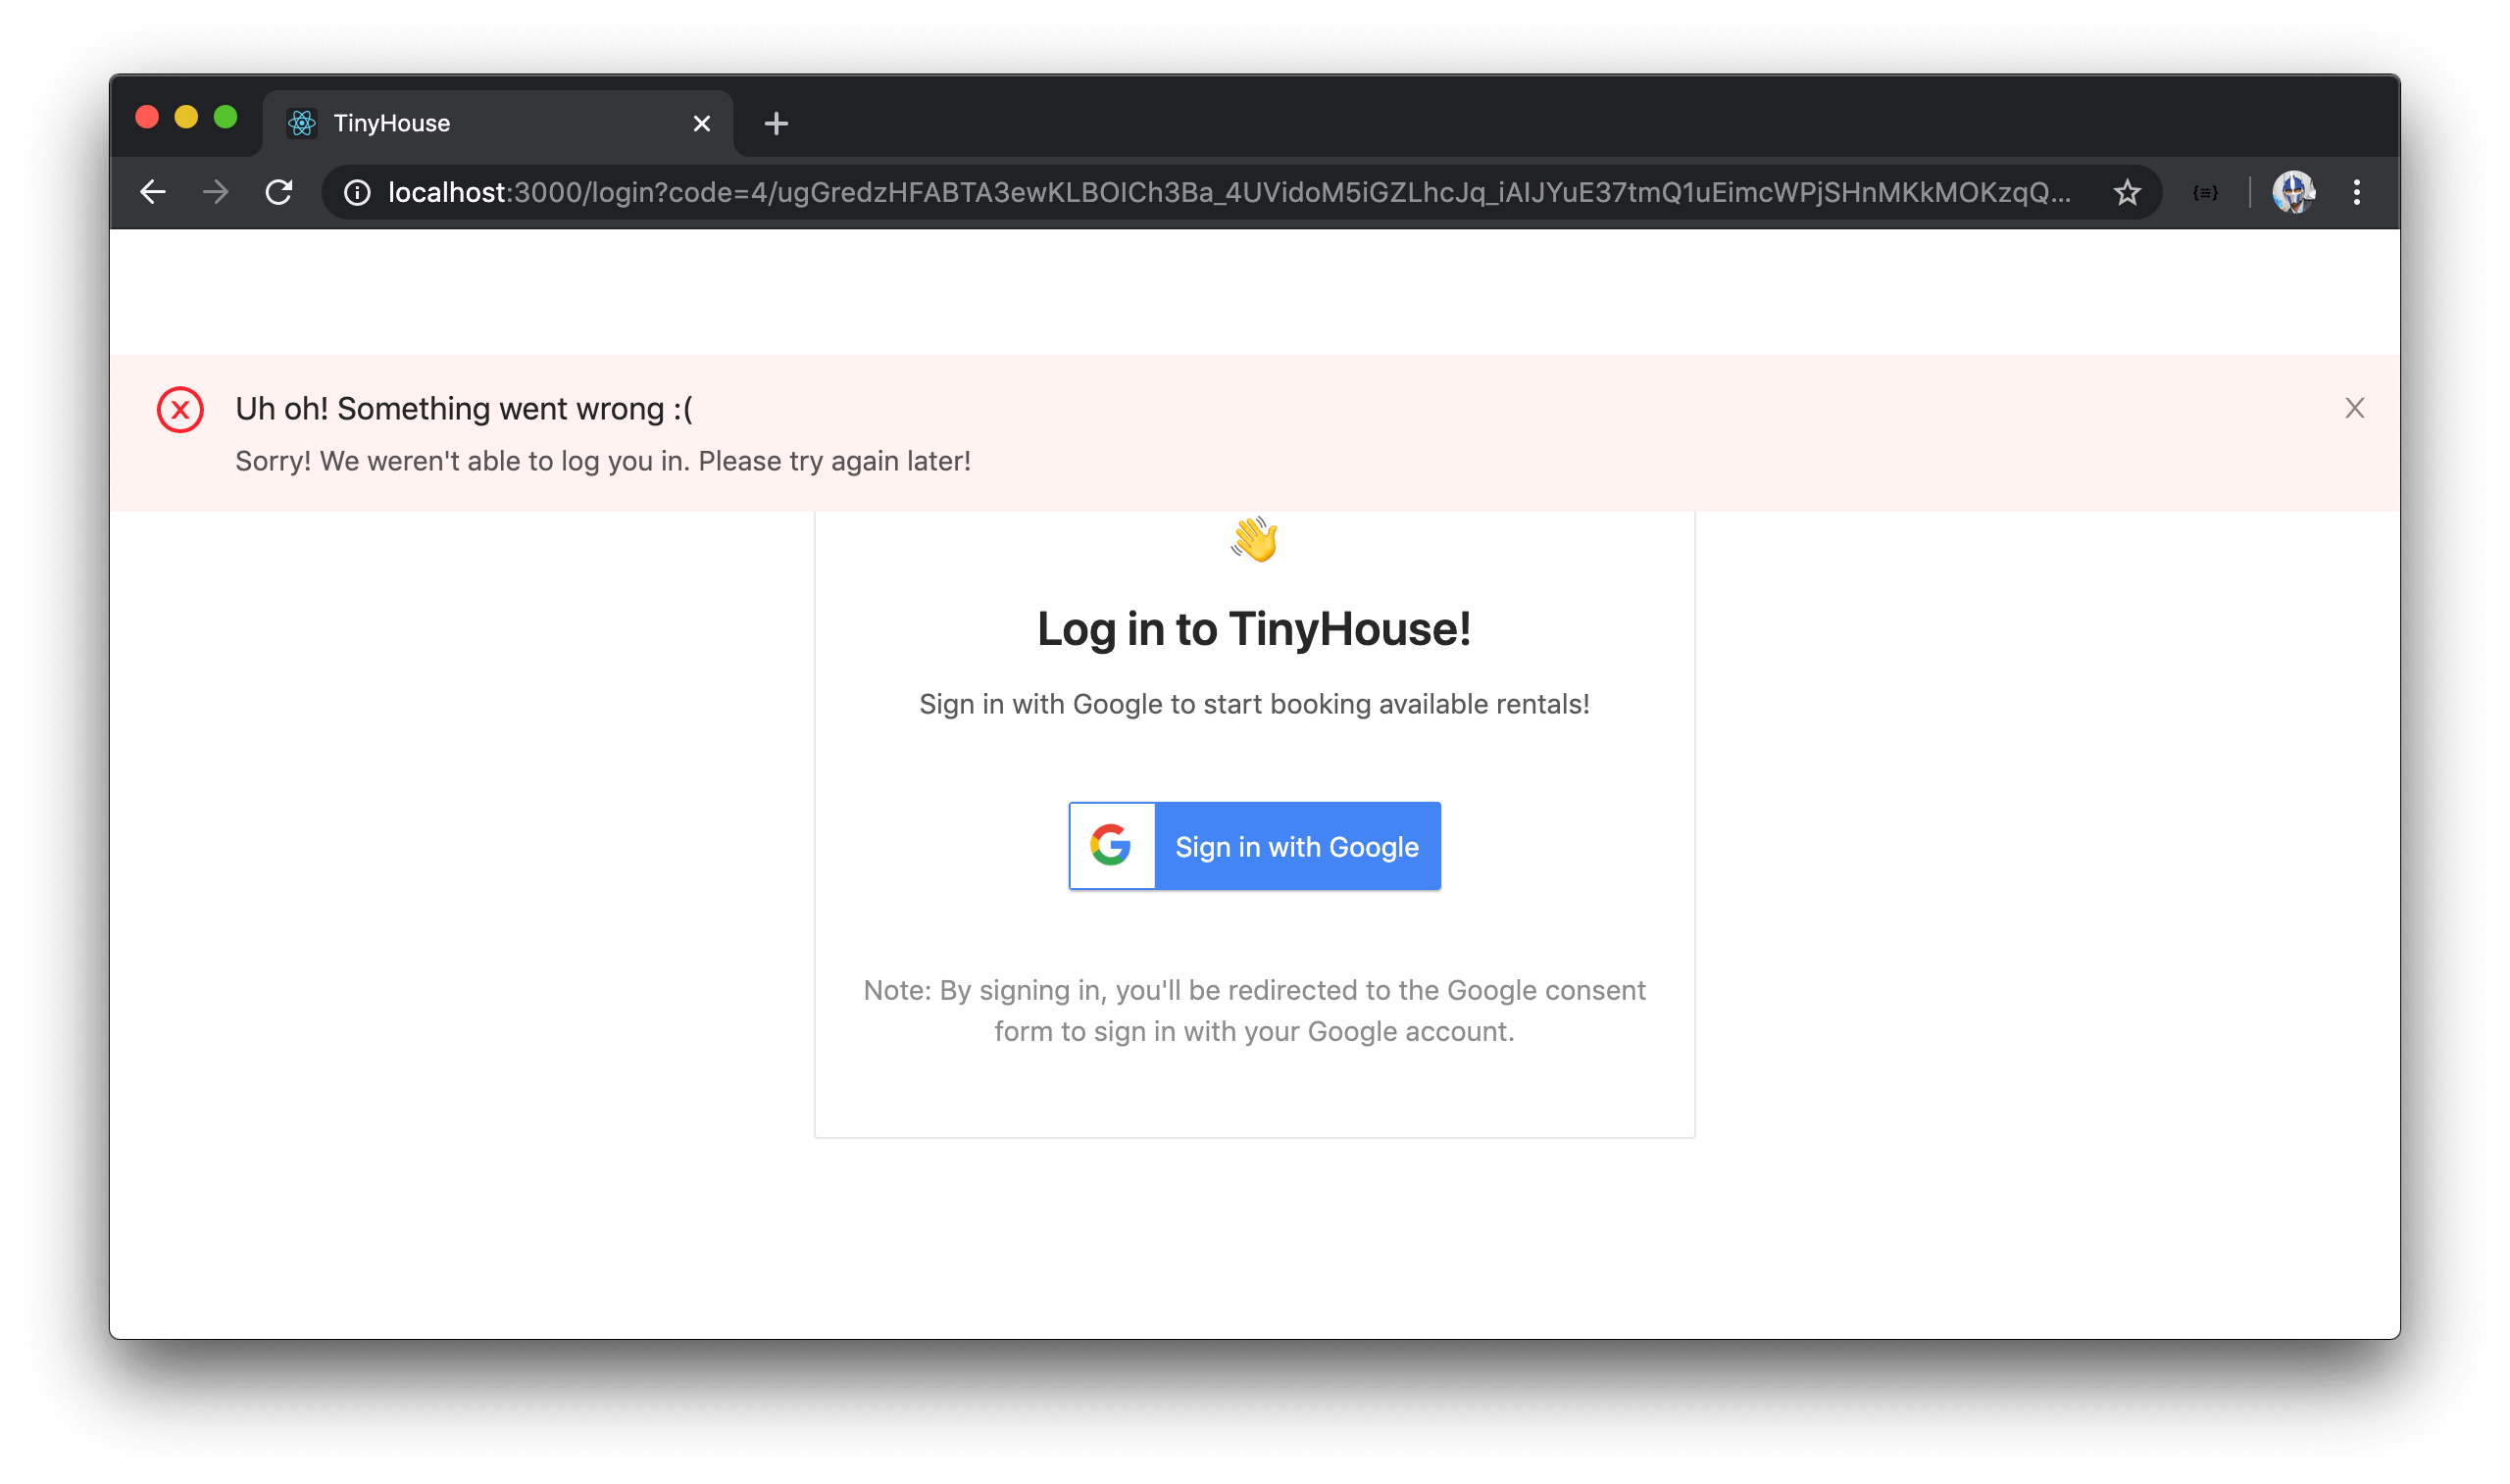 TinyHouse
localhost:3000/login?code=4/ugGredzHFABTA3ewKLBOICh3Ba_4UVidoM5iGZLhcJq_iAIJYuE37tmQ1uEimcWPjSHnMKkMOKzqQ...
Uh oh! Something went wrong :(
Sorry! We weren't able to log you in. Please try again later!
Log in to TinyHouse!
Sign in with Google to start booking available rentals!
Sign in with Google
Note: By signing in, you'll be redirected to the Google consent
form to sign in with your Google account.